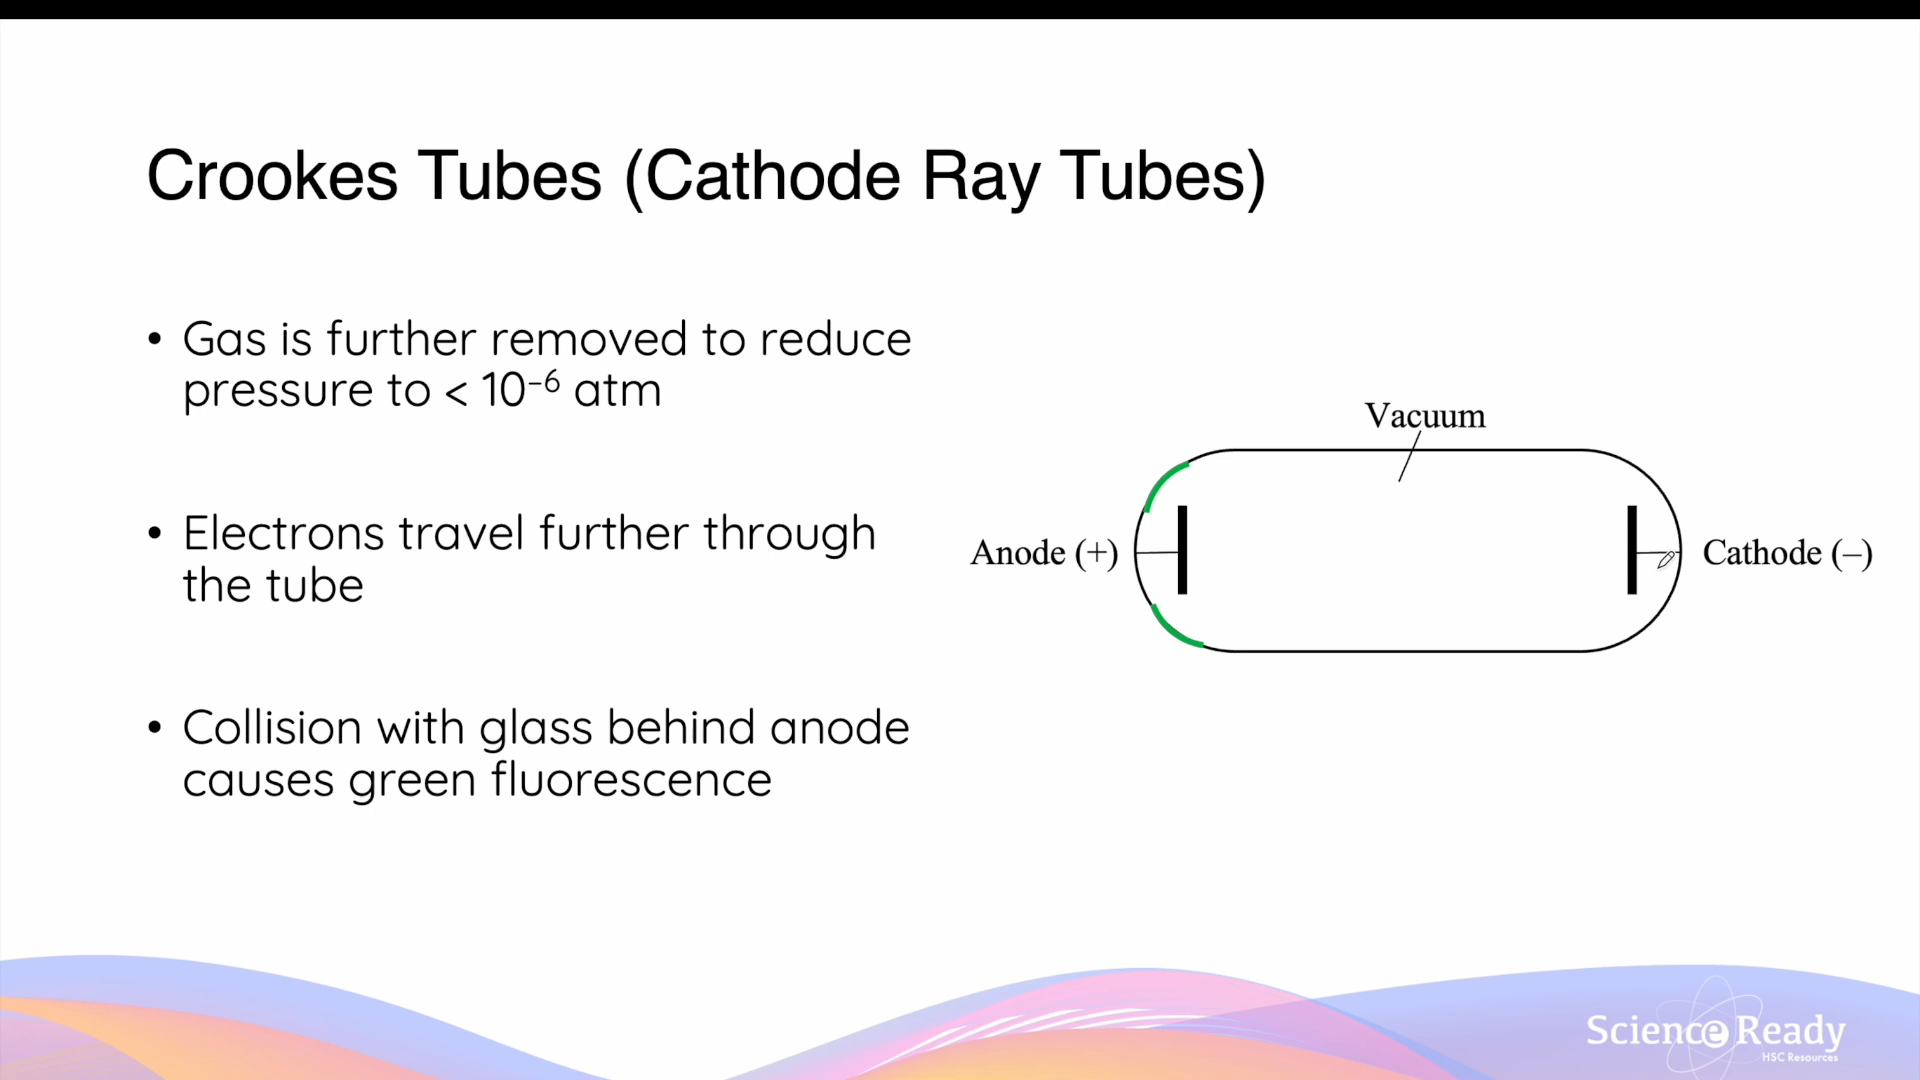 Crookes Tubes (Cathode Ray Tubes)
• Gas is further removed to reduce
pressure to < 10⁻⁶ atm
• Electrons travel further through
the tube
• Collision with glass behind anode
causes green fluorescence
Vacuum
Anode (+)
Cathode (–)
Science Ready
HSC Resources